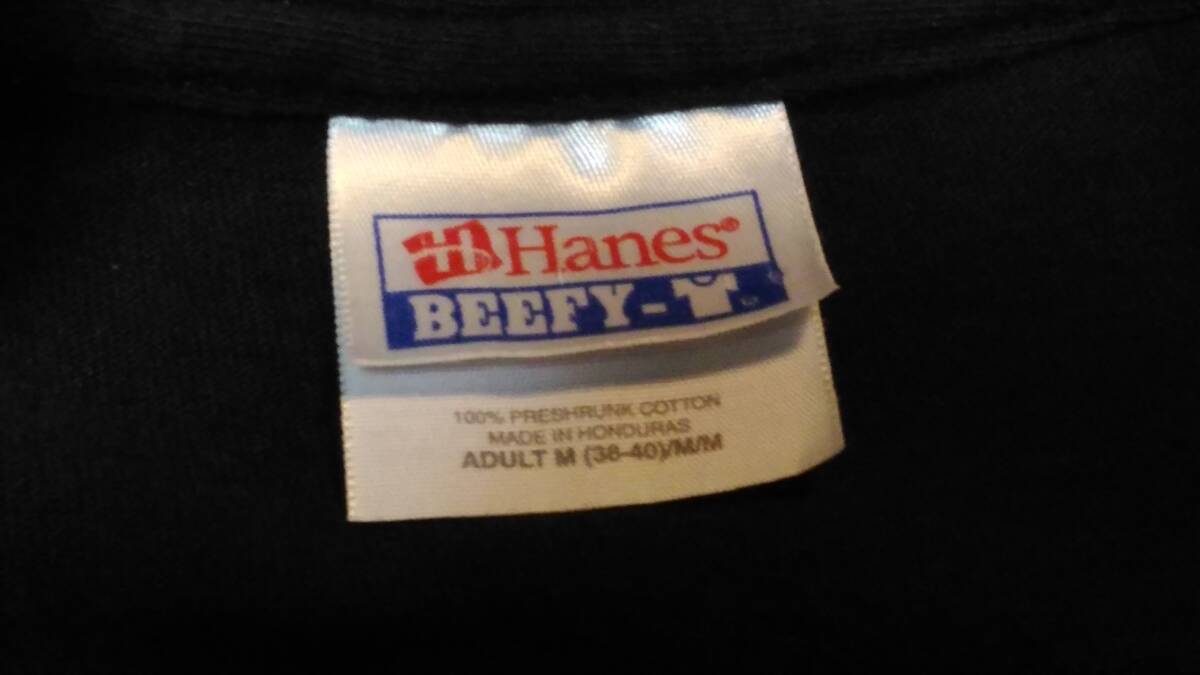 H Hanes®
BEEFY-T.®
100% PRESHRUNK COTTON
MADE IN HONDURAS
ADULT M (38-40)/M/M